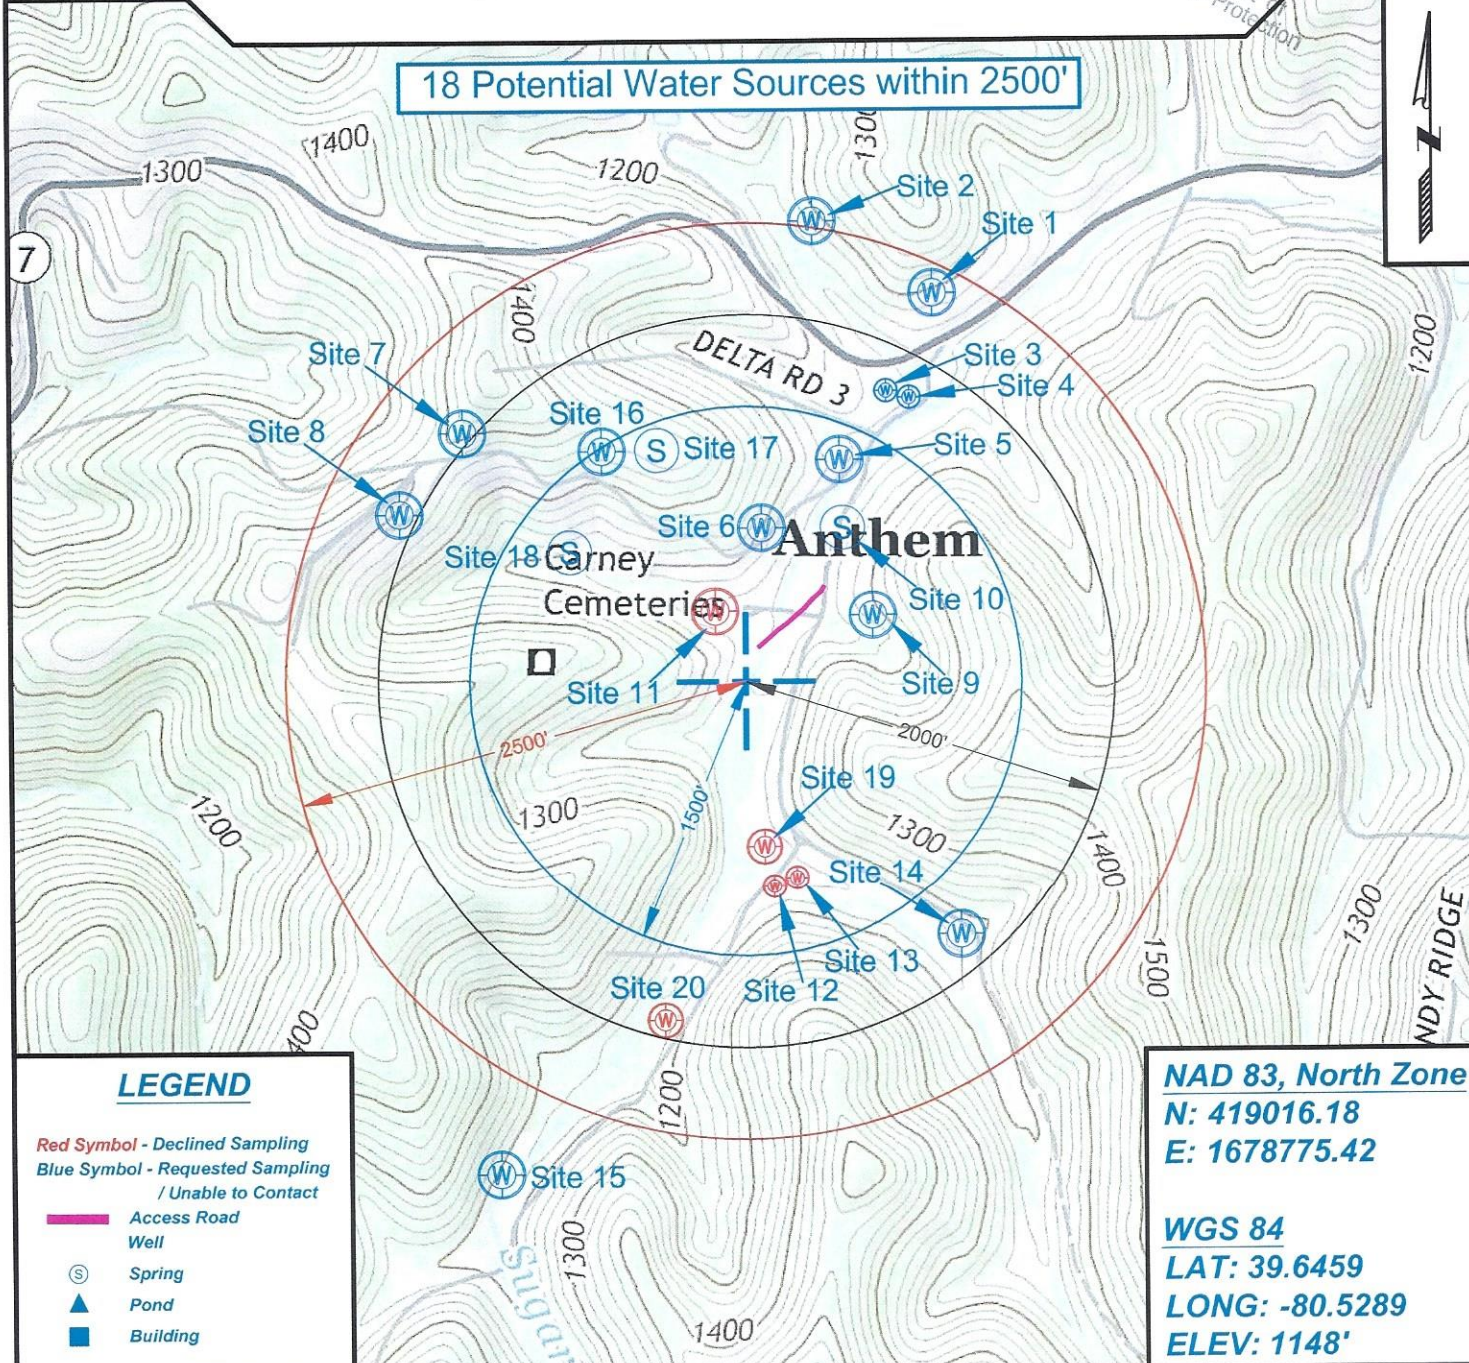 of
Protection
18 Potential Water Sources within 2500'
1400
1300
1200
1300
Site 2
Site 1
7
1400
DELTA RD 3
Site 3
Site 4
1200
Site 7
Site 8
Site 16
S Site 17
Site 5
W
W
W
W
W
W
W
W
W
Site 6 W Anthem
S
Site 18 S Carney
Cemeteries
Site 10
W
W
Site 11
Site 9
2500'
2000'
1500'
Site 19
1200
1300
1300
W
Site 14
1400
W
W
W
1300
NDY RIDGE
Site 13
Site 12
1500
Site 20
W
400
1200
W Site 15
1300
Sugar
1400
LEGEND
Red Symbol - Declined Sampling
Blue Symbol - Requested Sampling
/ Unable to Contact
Access Road
Well
S Spring
Pond
Building
NAD 83, North Zone
N: 419016.18
E: 1678775.42
WGS 84
LAT: 39.6459
LONG: -80.5289
ELEV: 1148'